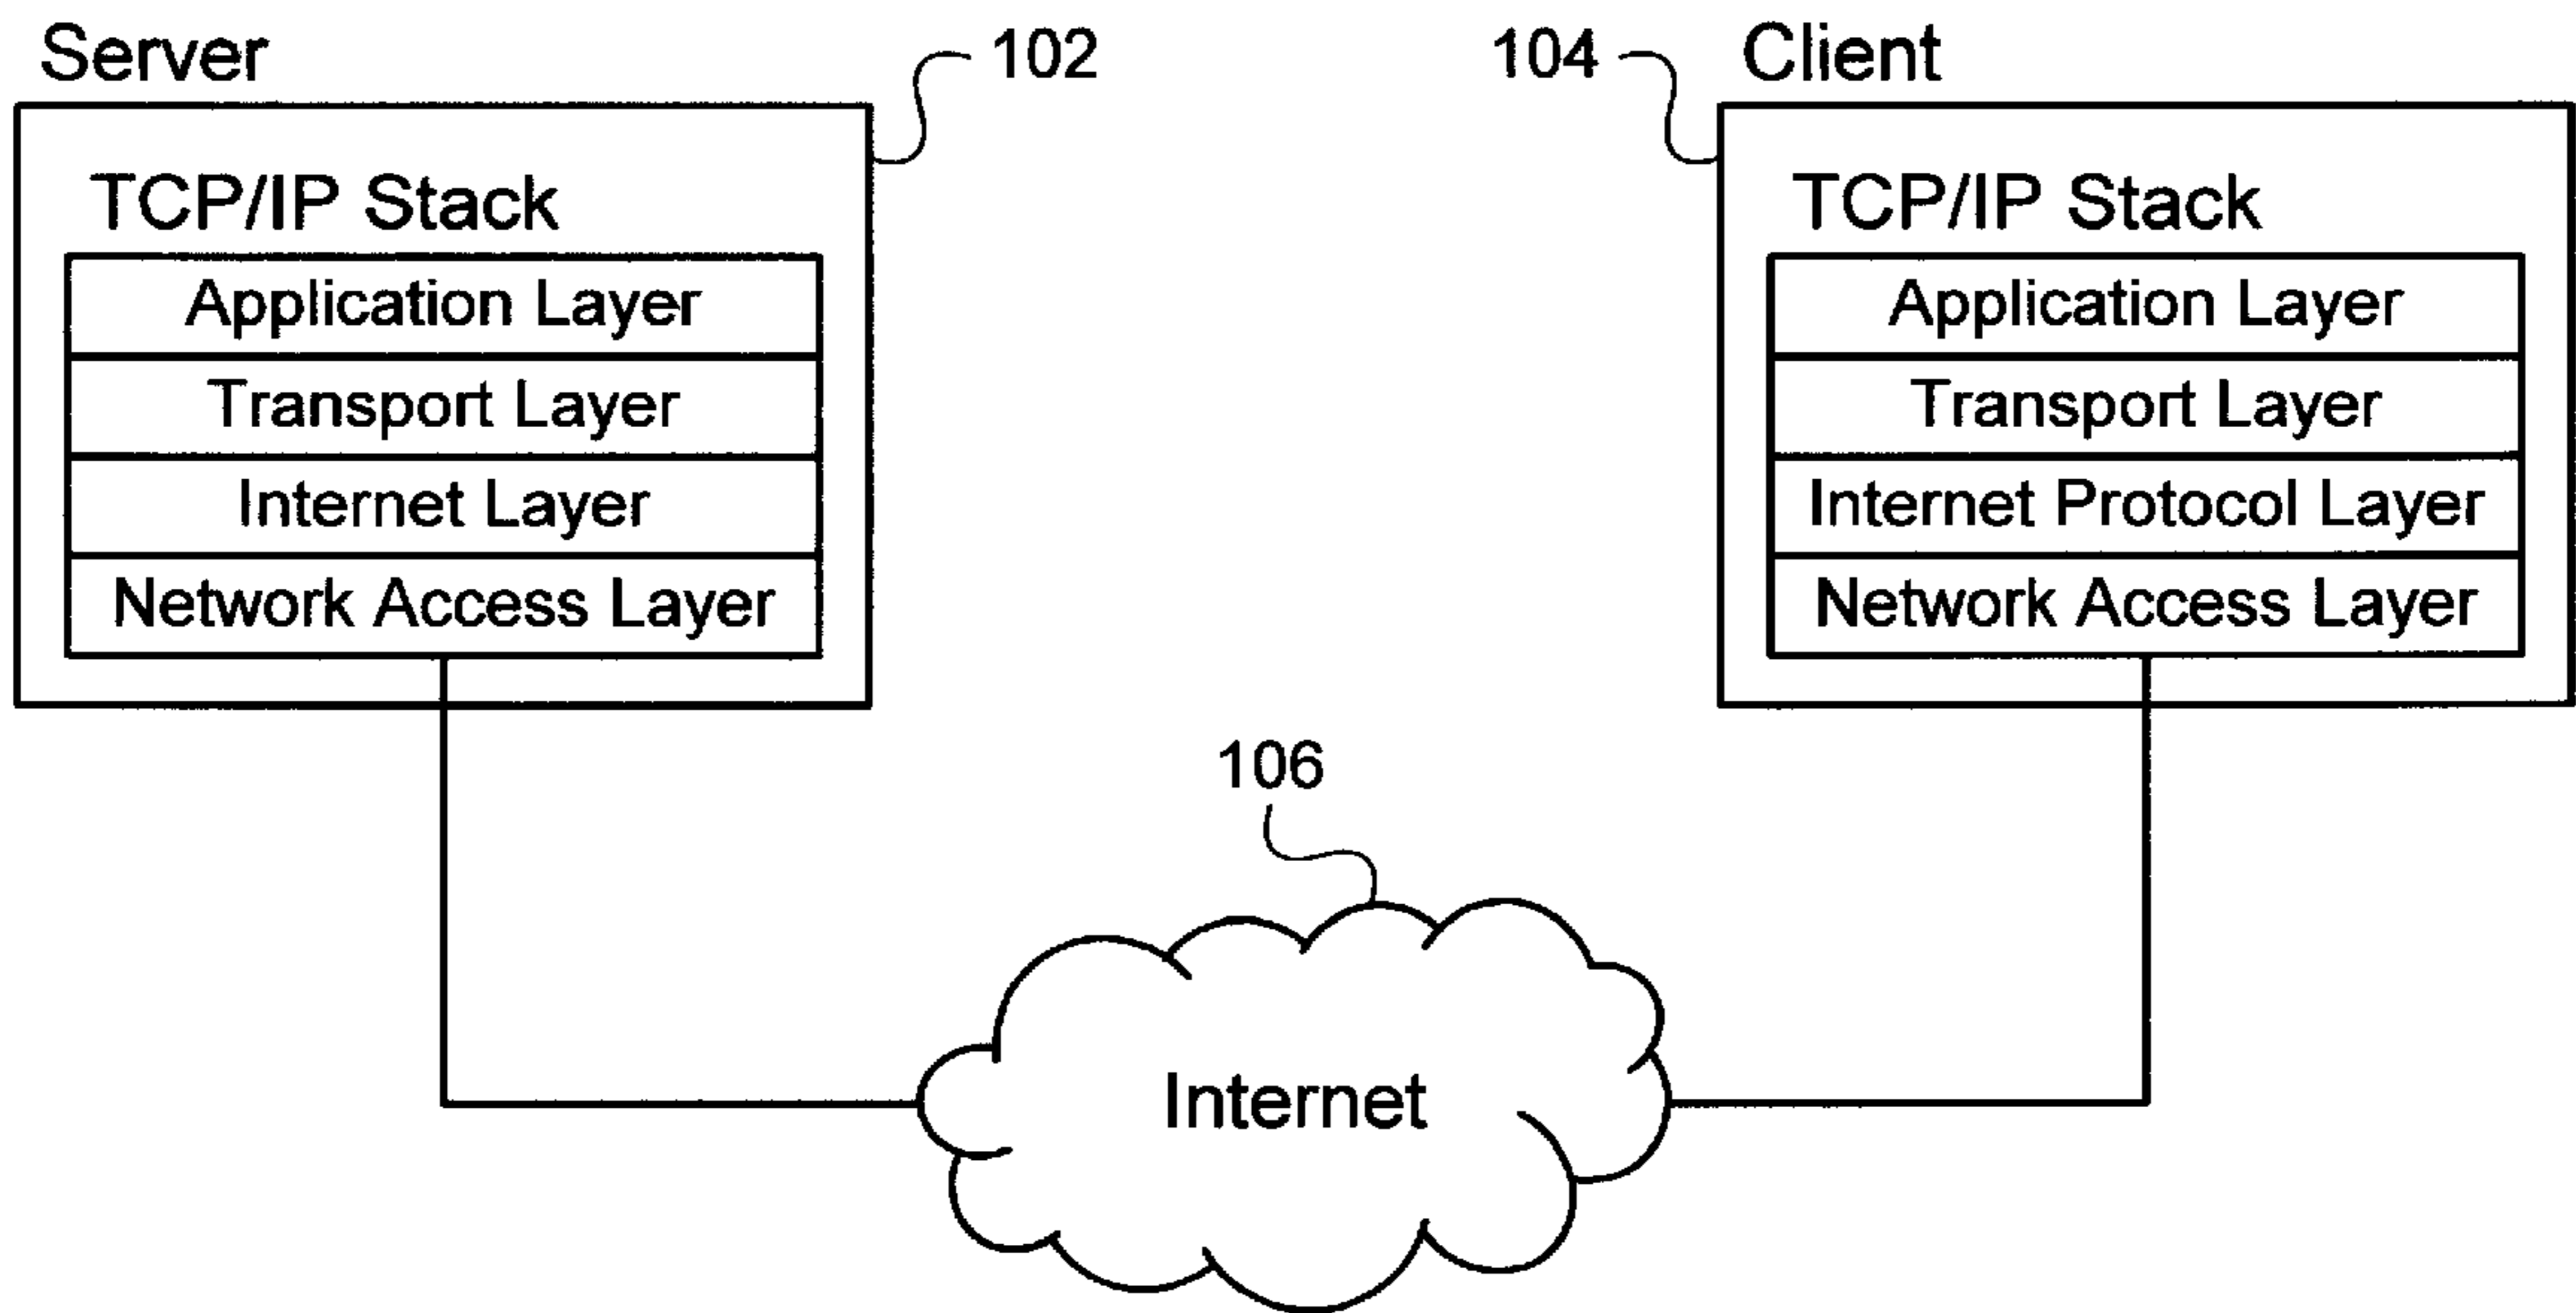 Server
102
TCP/IP Stack
Application Layer
Transport Layer
Internet Layer
Network Access Layer
104
Client
TCP/IP Stack
Application Layer
Transport Layer
Internet Protocol Layer
Network Access Layer
106
Internet